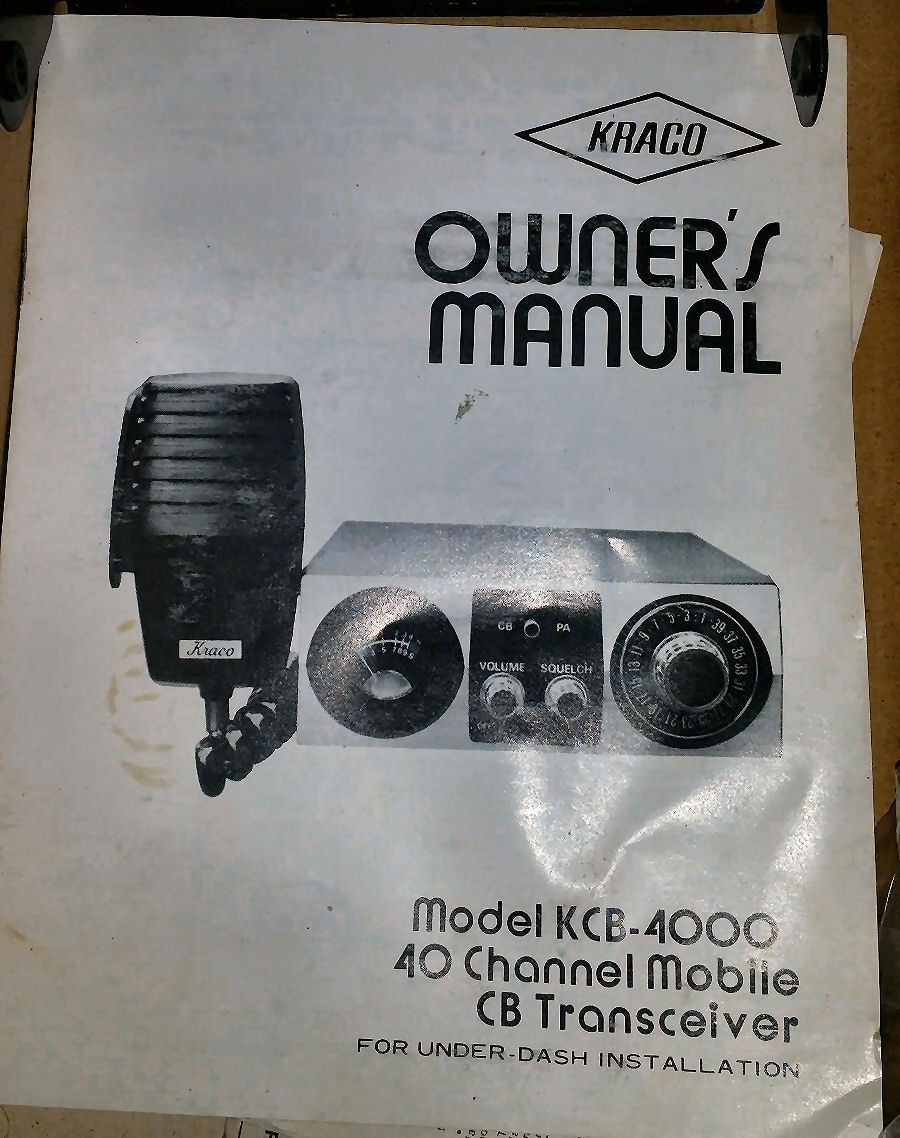 KRACO
OWNER'S
MANUAL
CB PA
VOLUME SQUELCH
Kraco
Model KCB-4000
40 Channel Mobile
CB Transceiver
FOR UNDER-DASH INSTALLATION